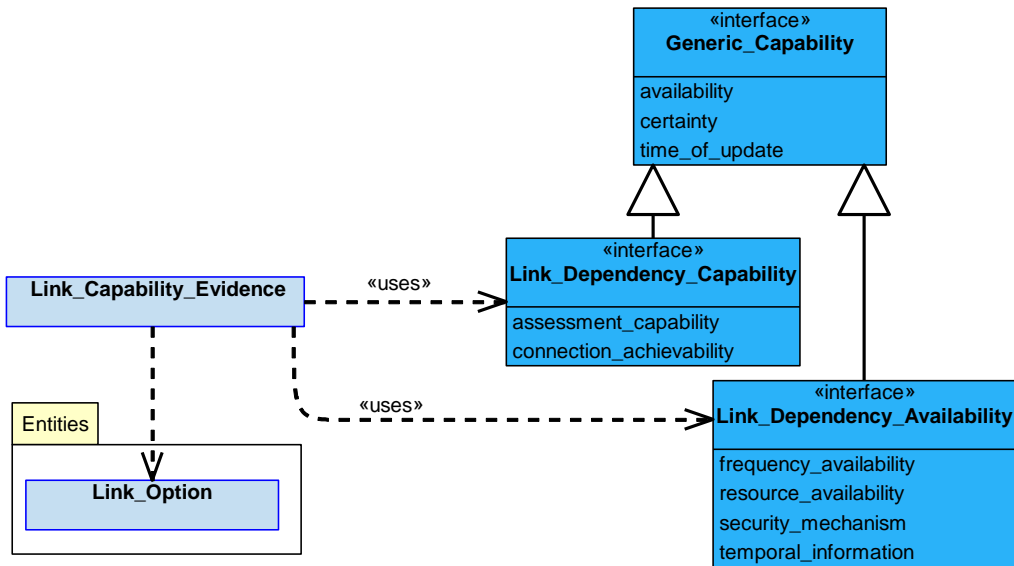 «interface»
Generic_Capability
availability
certainty
time_of_update
«interface»
Link_Dependency_Capability
assessment_capability
connection_achievability
Link_Capability_Evidence
«uses»
«interface»
Link_Dependency_Availability
frequency_availability
resource_availability
security_mechanism
temporal_information
«uses»
Entities
Link_Option